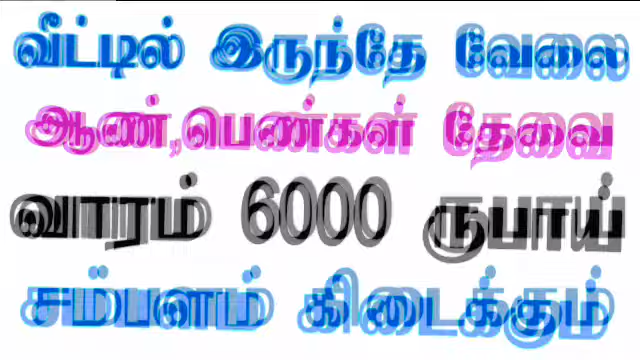 வீட்டில் இருந்தே வேலை
ஆண்,பெண்கள் தேவை
வாரம் 6000 ரூபாய்
சம்பளம் கிடைக்கும்